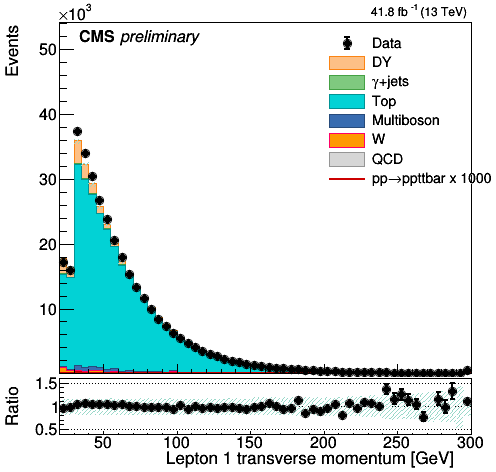 ×10³
41.8 fb⁻¹ (13 TeV)
CMS preliminary
Events
50
40
30
20
10
Data
DY
γ+jets
Top
Multiboson
W
QCD
pp→ppttbar x 1000
Ratio
1.5
1
0.5
50 100 150 200 250 300
Lepton 1 transverse momentum [GeV]